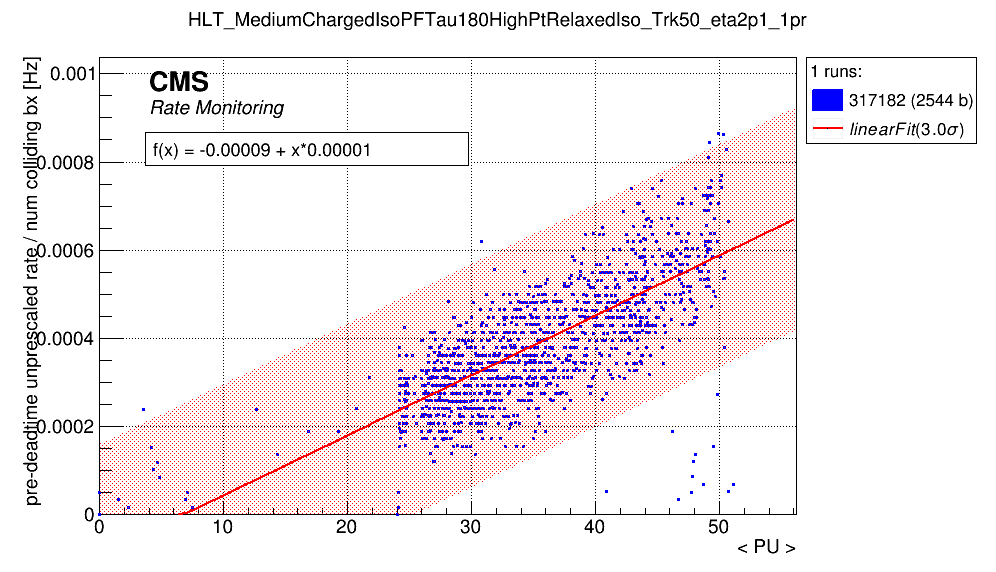 HLT_MediumChargedIsoPFTau180HighPtRelaxedIso_Trk50_eta2p1_1pr
pre-deadtime unprescaled rate / num colliding bx [Hz]
0.001
0.0008
0.0006
0.0004
0.0002
0
CMS
Rate Monitoring
f(x) = -0.00009 + x*0.00001
1 runs:
317182 (2544 b)
linearFit(3.0σ)
0 10 20 30 40 50
< PU >